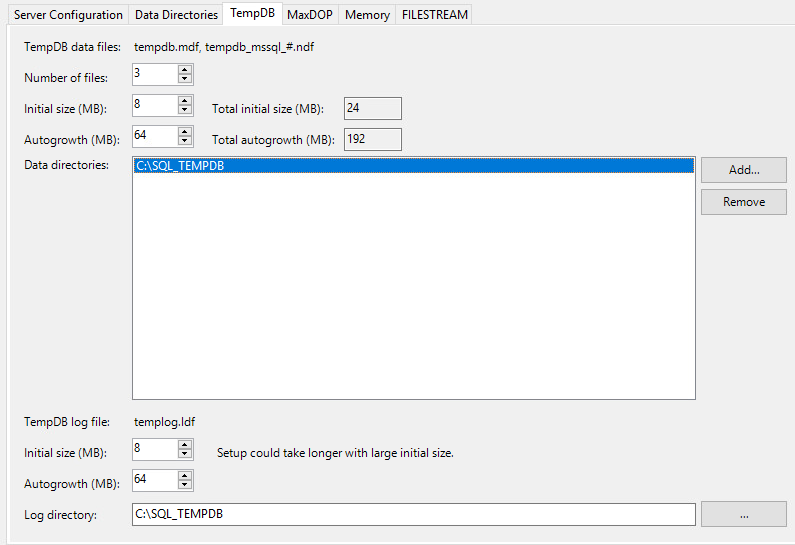 Server Configuration Data Directories TempDB MaxDOP Memory FILESTREAM
TempDB data files: tempdb.mdf, tempdb_mssql_#.ndf
Number of files: 3
Initial size (MB): 8 Total initial size (MB): 24
Autogrowth (MB): 64 Total autogrowth (MB): 192
Data directories: C:\SQL_TEMPDB Add...
Remove
TempDB log file: templog.ldf
Initial size (MB): 8 Setup could take longer with large initial size.
Autogrowth (MB): 64
Log directory: C:\SQL_TEMPDB ...